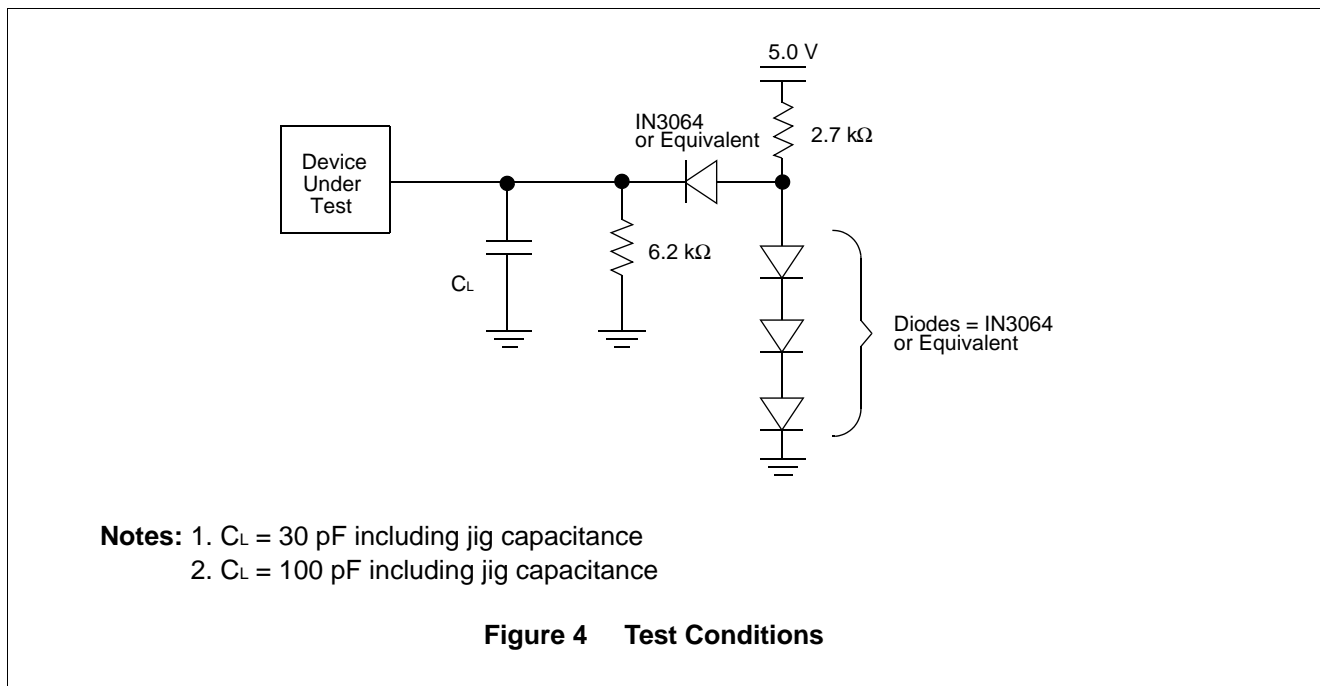 5.0 V
2.7 kΩ
IN3064
or Equivalent
Device
Under
Test
6.2 kΩ
CL
Diodes = IN3064
or Equivalent
Notes: 1. CL = 30 pF including jig capacitance
2. CL = 100 pF including jig capacitance
Figure 4 Test Conditions